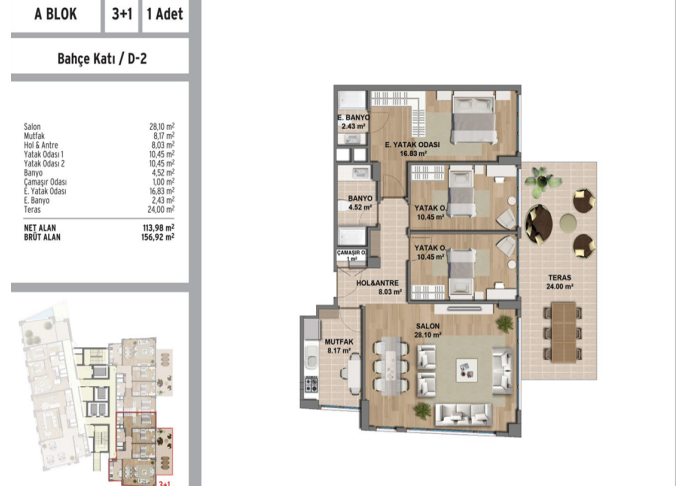 A BLOK 3+1 1 Adet
Bahçe Katı / D-2
Salon 28,10 m²
Mutfak 8,17 m²
Hol & Antre 8,03 m²
Yatak Odası 1 10,45 m²
Yatak Odası 2 10,45 m²
Banyo 4,52 m²
Çamaşır Odası 1,00 m²
E. Yatak Odası 16,83 m²
E. Banyo 2,43 m²
Teras 24,00 m²
NET ALAN 113,98 m²
BRÜT ALAN 156,92 m²
3+1
E. BANYO
2.43 m²
E. YATAK ODASI
16.83 m²
BANYO
4.52 m²
YATAK O.
10.45 m²
YATAK O.
10.45 m²
ÇAMAŞIR O.
1 m²
HOL&ANTRE
8.03 m²
TERAS
24.00 m²
MUTFAK
8.17 m²
SALON
28.10 m²